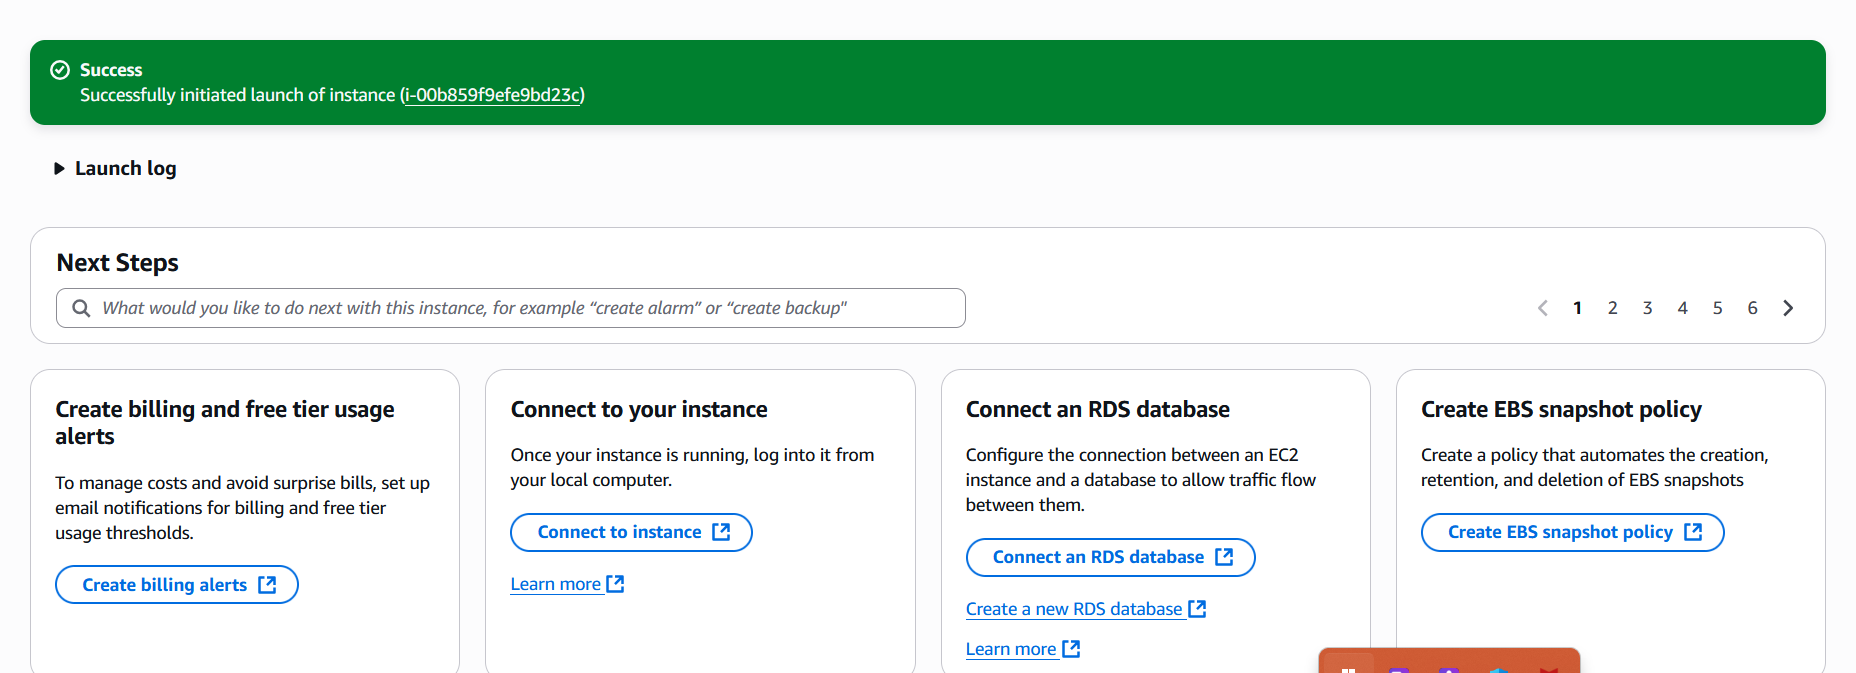 Success
Successfully initiated launch of instance (i-00b859f9efe9bd23c)
Launch log
Next Steps
What would you like to do next with this instance, for example “create alarm” or “create backup"
1 2 3 4 5 6
Create billing and free tier usage
alerts
To manage costs and avoid surprise bills, set up
email notifications for billing and free tier
usage thresholds.
Create billing alerts
Connect to your instance
Once your instance is running, log into it from
your local computer.
Connect to instance
Learn more
Connect an RDS database
Configure the connection between an EC2
instance and a database to allow traffic flow
between them.
Connect an RDS database
Create a new RDS database
Learn more
Create EBS snapshot policy
Create a policy that automates the creation,
retention, and deletion of EBS snapshots
Create EBS snapshot policy